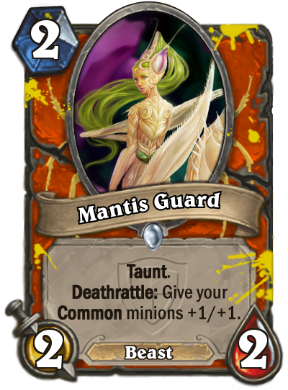 2
Mantis Guard
Taunt.
Deathrattle: Give your
Common minions +1/+1.
2
Beast
2